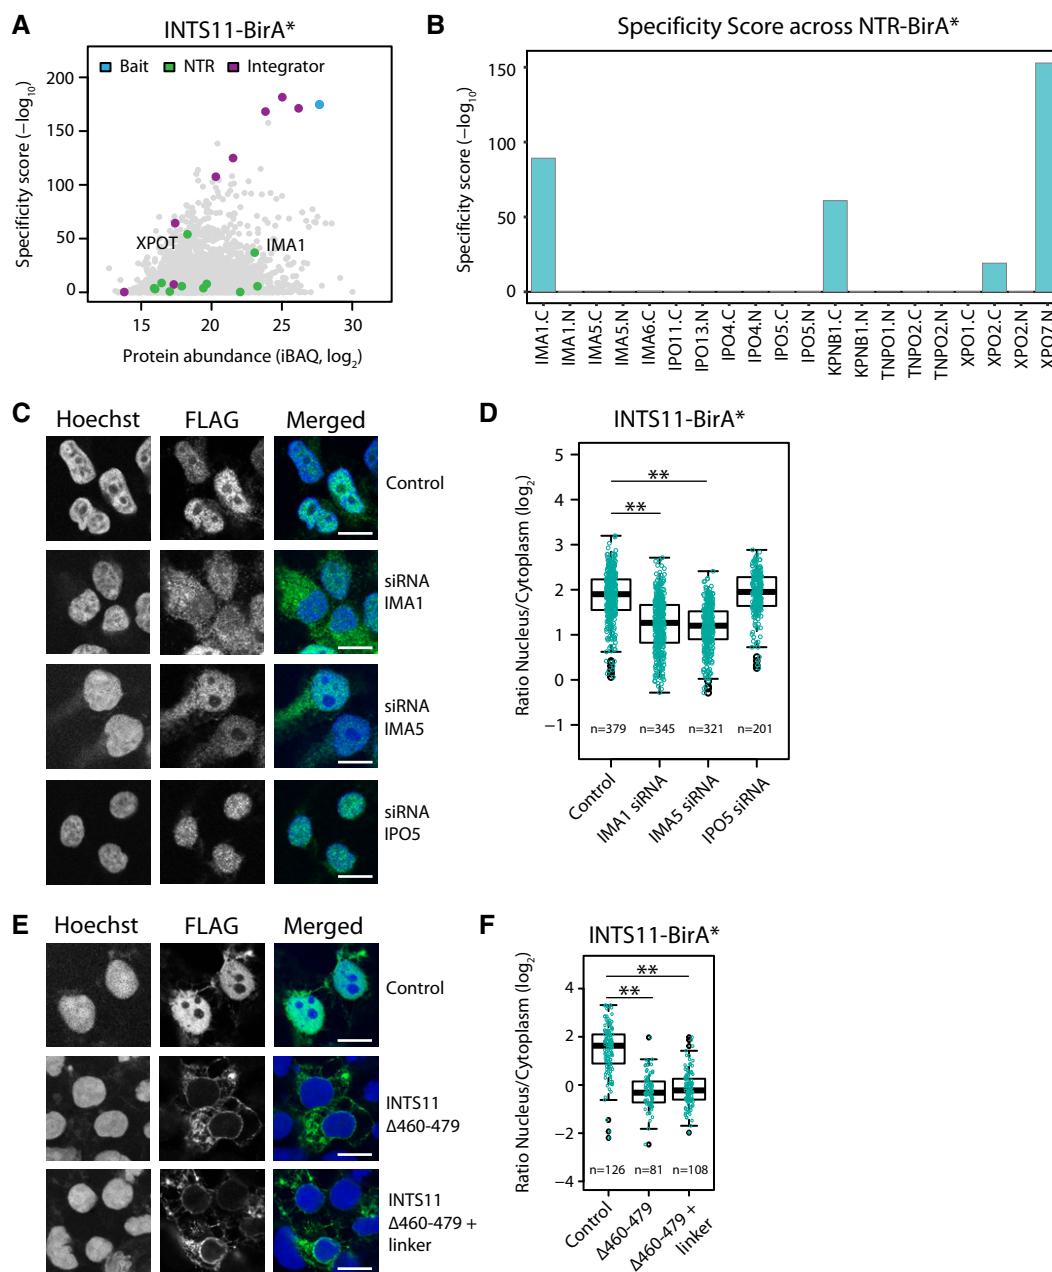 A
INTS11-BirA*
Bait NTR Integrator
Specificity score (−log10)
200
150
100
50
0
XPOT
IMA1
15 20 25 30
Protein abundance (iBAQ, log2)
B
Specificity Score across NTR-BirA*
Specificity score (−log10)
150
100
50
0
IMA1.C
IMA1.N
IMA5.C
IMA5.N
IMA6.C
IPO11.C
IPO13.N
IPO4.C
IPO4.N
IPO5.C
IPO5.N
KPNB1.C
KPNB1.N
TNPO1.N
TNPO2.C
TNPO2.N
XPO1.C
XPO2.C
XPO2.N
XPO7.N
C
Hoechst FLAG Merged
Control
siRNA
IMA1
siRNA
IMA5
siRNA
IPO5
D
INTS11-BirA*
Ratio Nucleus/Cytoplasm (log2)
5
4
3
2
1
0
−1
**
**
n=379 n=345 n=321 n=201
Control
IMA1 siRNA
IMA5 siRNA
IPO5 siRNA
E
Hoechst FLAG Merged
Control
INTS11
Δ460-479
INTS11
Δ460-479 +
linker
F
INTS11-BirA*
Ratio Nucleus/Cytoplasm (log2)
4
2
0
−2
−4
**
**
n=126 n=81 n=108
Control
Δ460-479
Δ460-479 +
linker